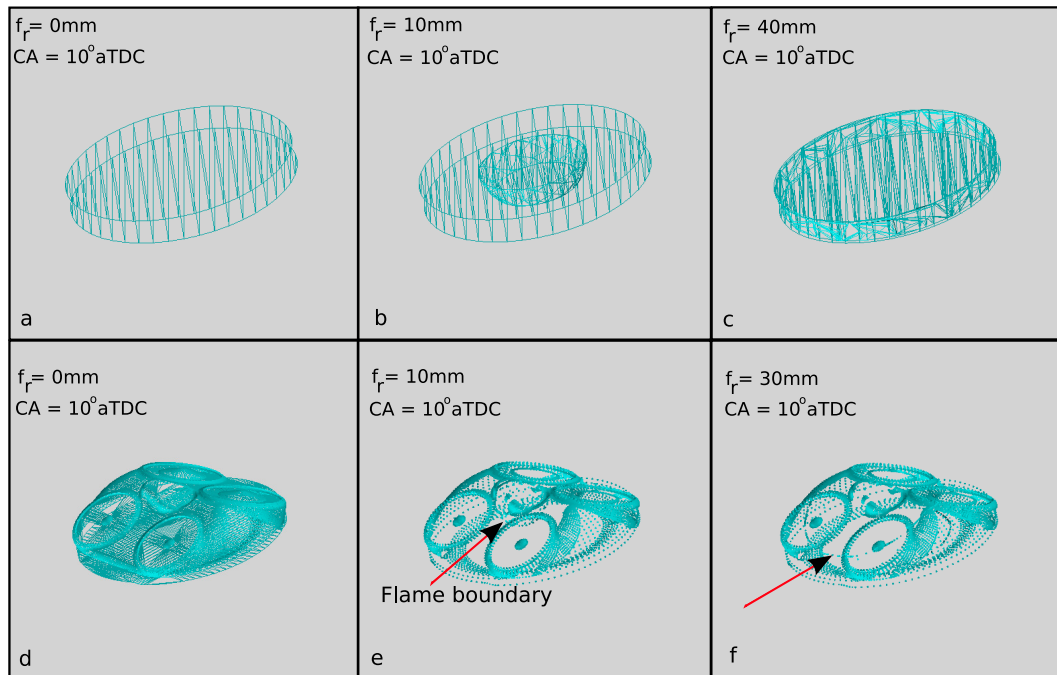 f_r= 0mm
CA = 10°aTDC
a
f_r= 10mm
CA = 10°aTDC
b
f_r= 40mm
CA = 10°aTDC
c
f_r= 0mm
CA = 10°aTDC
d
f_r= 10mm
CA = 10°aTDC
Flame boundary
e
f_r= 30mm
CA = 10°aTDC
f